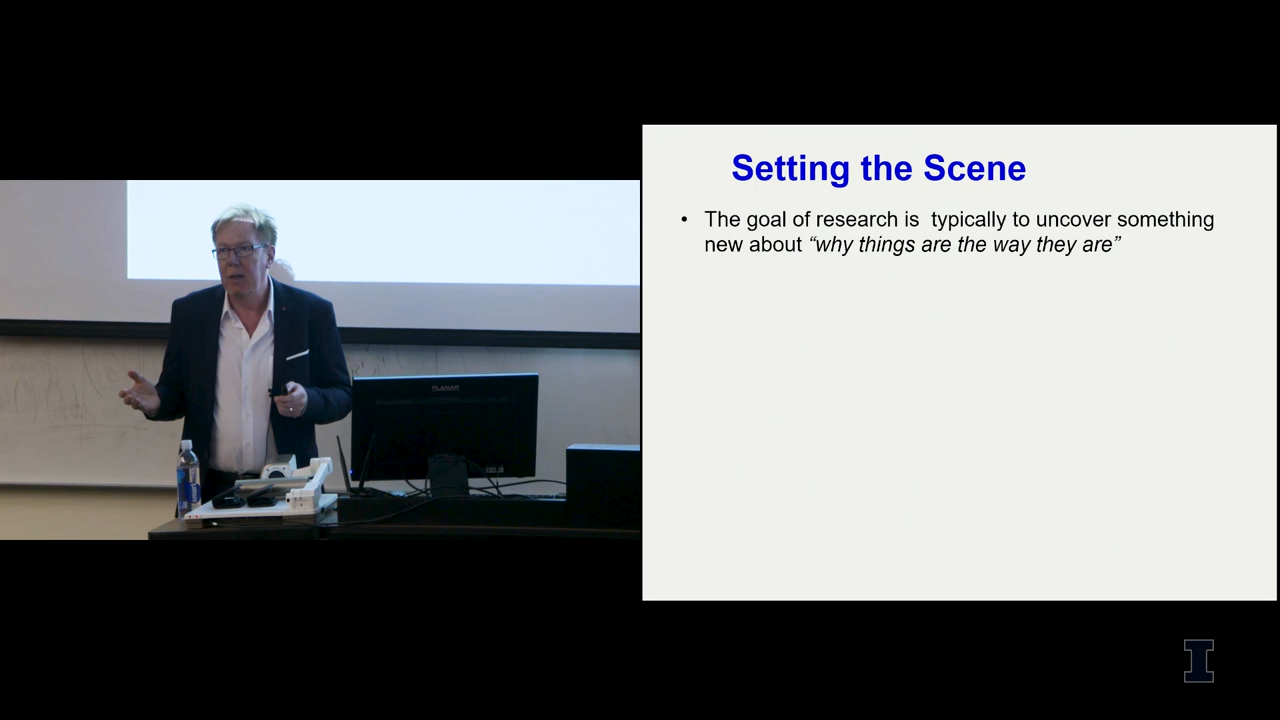 Setting the Scene
• The goal of research is  typically to uncover something
new about “why things are the way they are”
PLANAR
I